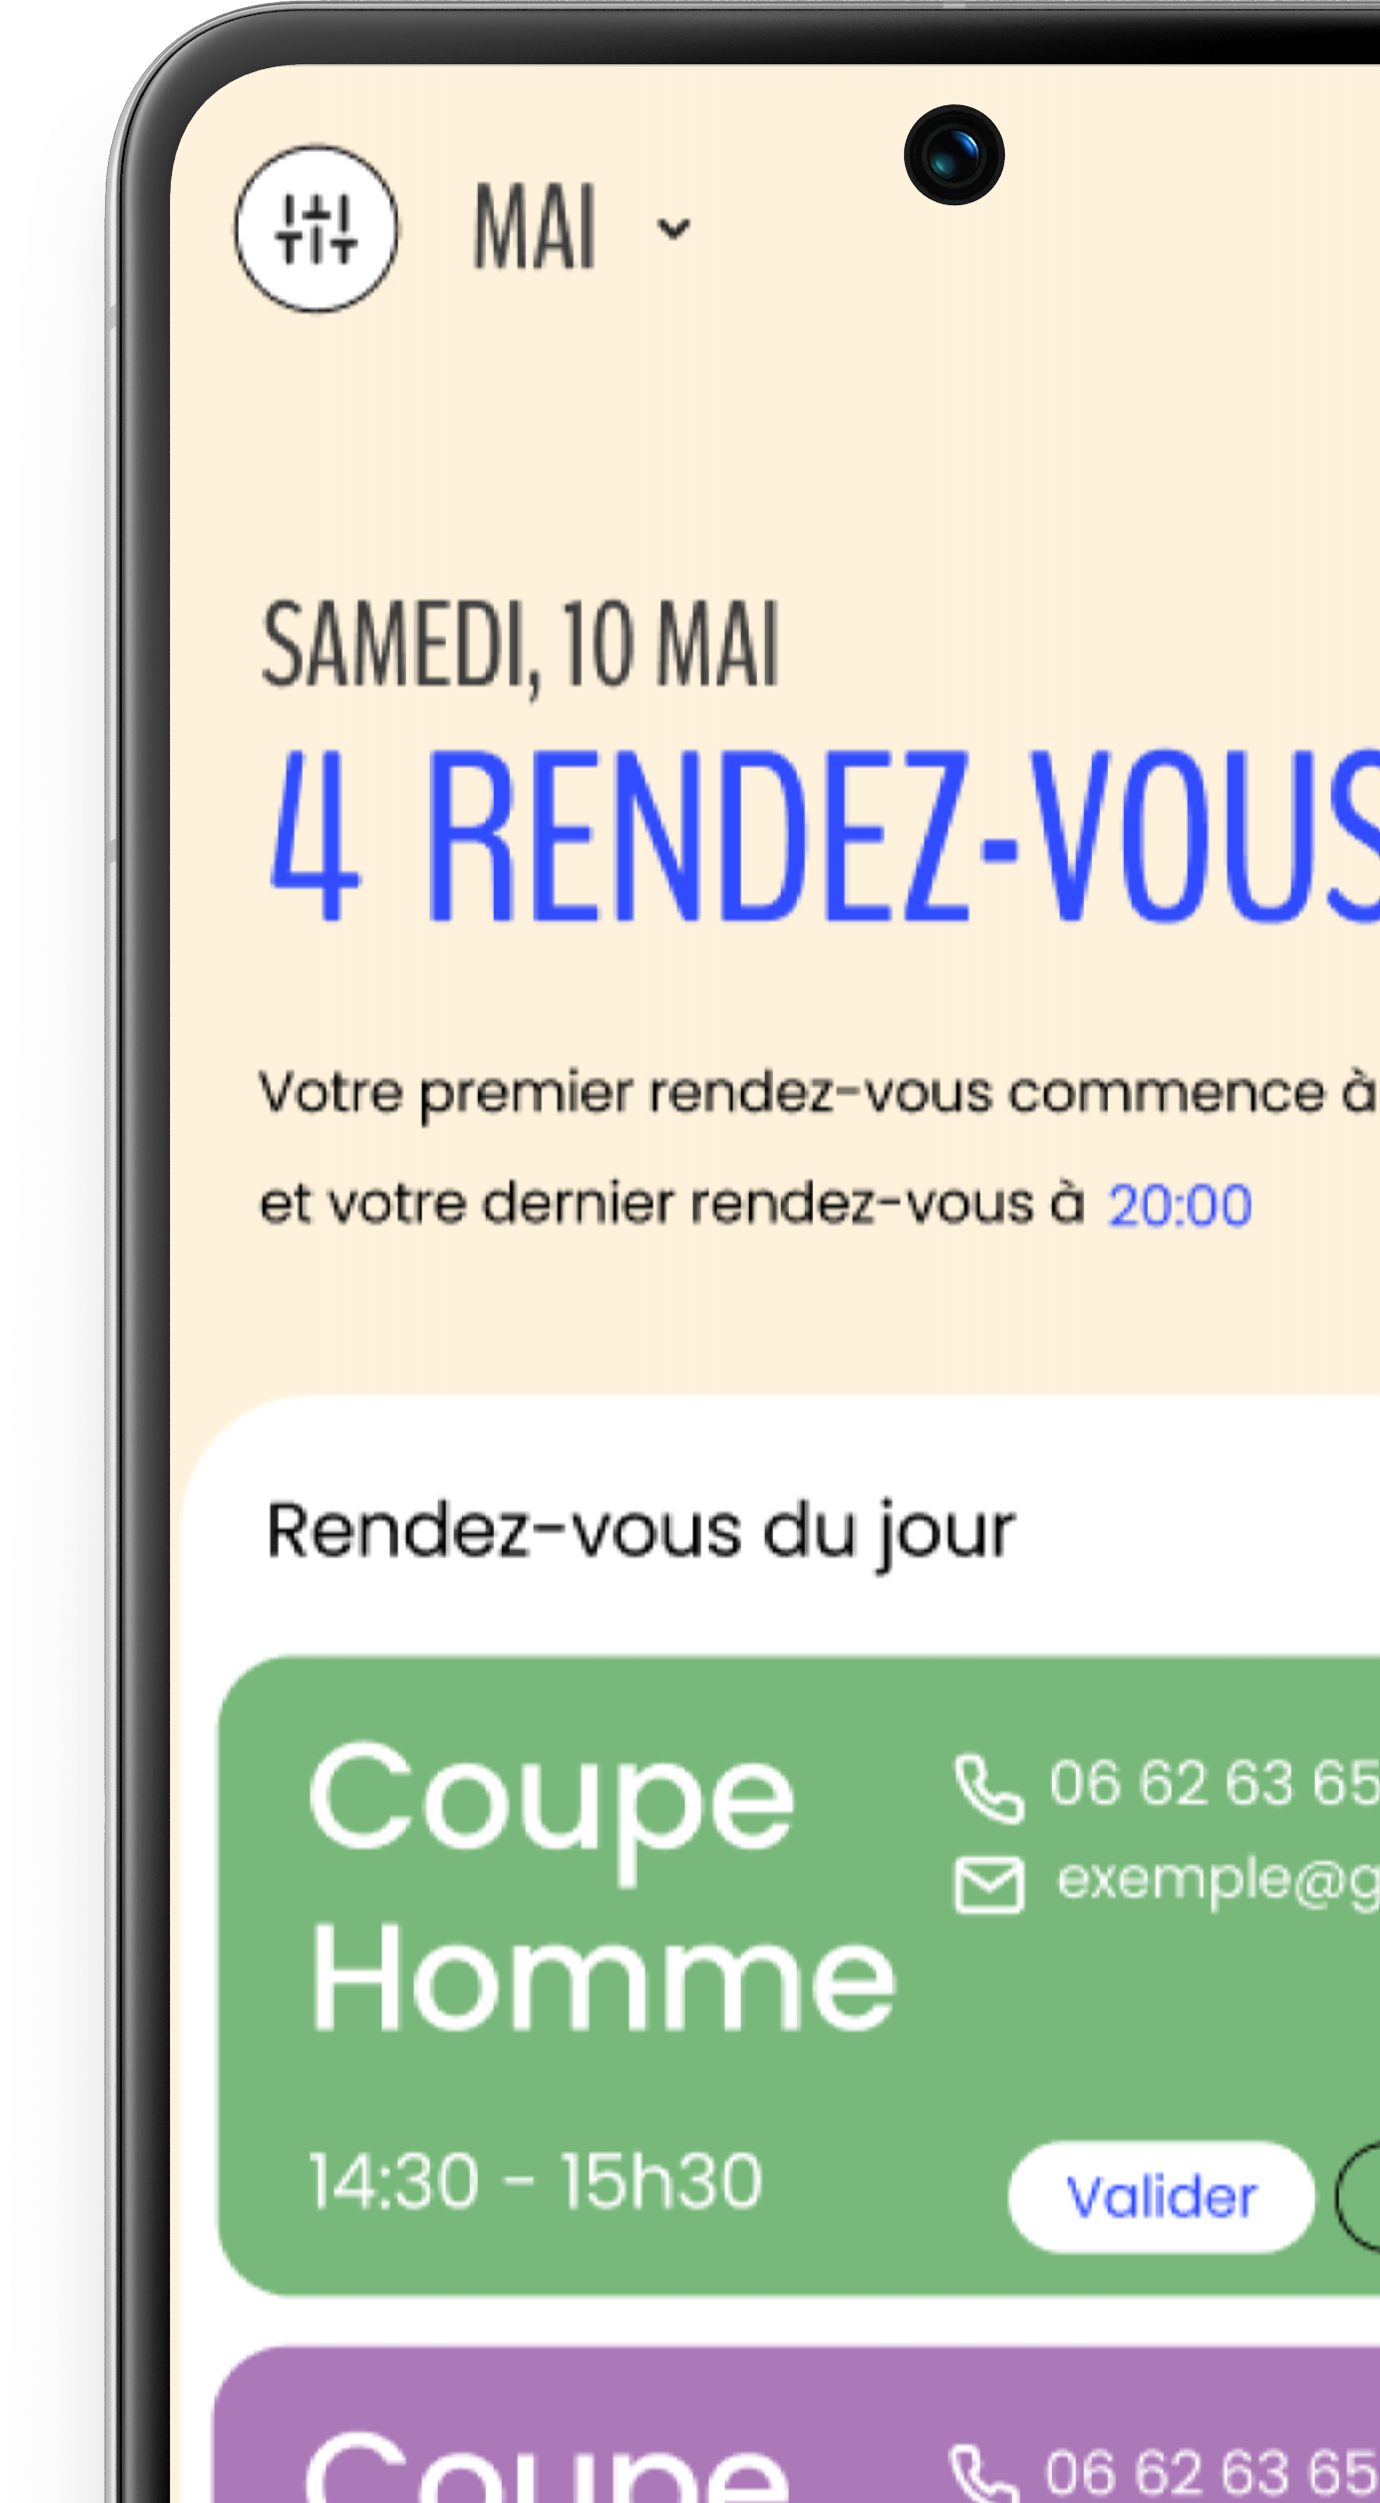 MAI
SAMEDI, 10 MAI
4 RENDEZ-VOUS
Votre premier rendez-vous commence à
et votre dernier rendez-vous à 20:00
Rendez-vous du jour
Coupe
Homme
06 62 63 65
exemple@g
14:30 - 15h30
Valider
Coupe
06 62 63 65